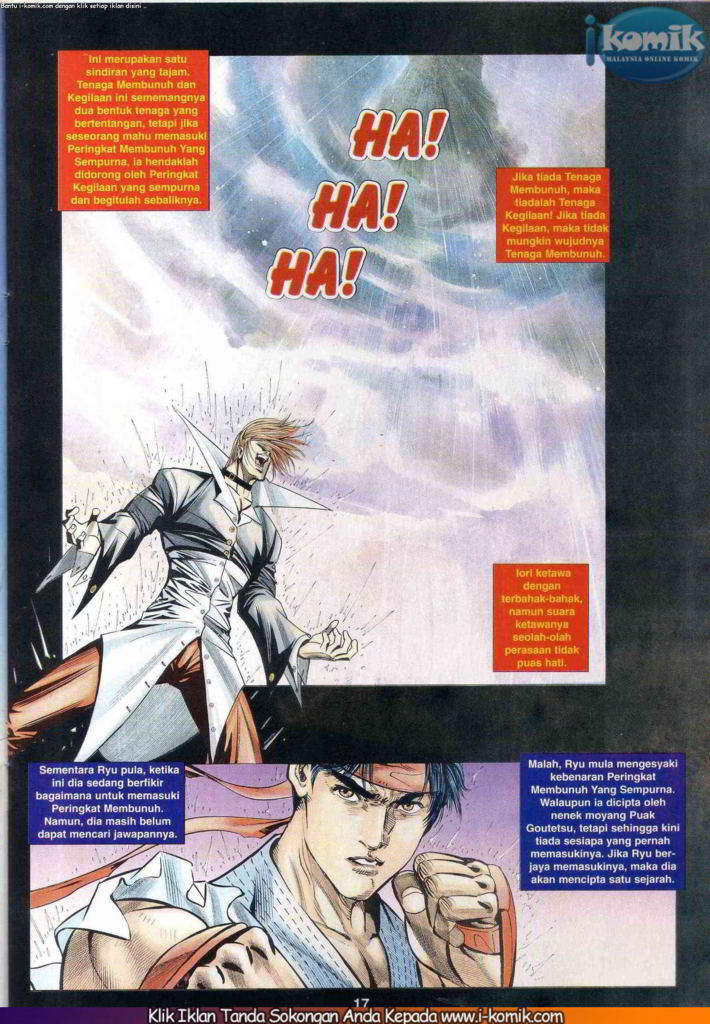 Bantu i-komik.com dengan klik setiap iklan disini ..
ikomik
MALAYSIA ONLINE KOMIK
Ini merupakan satu
sindiran yang tajam.
Tenaga Membunuh dan
Kegilaan ini sememangnya
dua bentuk tenaga yang
bertentangan, tetapi jika
seseorang mahu memasuki
Peringkat Membunuh Yang
Sempurna, ia hendaklah
didorong oleh Peringkat
Kegilaan yang sempurna
dan begitulah sebaliknya.
HA!
HA!
HA!
Jika tiada Tenaga
Membunuh, maka
tiadalah Tenaga
Kegilaan! Jika tiada
Kegilaan, maka tidak
mungkin wujudnya
Tenaga Membunuh.
Iori ketawa
dengan
terbahak-bahak,
namun suara
ketawanya
seolah-olah
perasaan tidak
puas hati.
Sementara Ryu pula, ketika
ini dia sedang berfikir
bagaimana untuk memasuki
Peringkat Membunuh.
Namun, dia masih belum
dapat mencari jawapannya.
Malah, Ryu mula mengesyaki
kebenaran Peringkat
Membunuh Yang Sempurna.
Walaupun ia dicipta oleh
nenek moyang Puak
Goutetsu, tetapi sehingga kini
tiada sesiapa yang pernah
memasukinya. Jika Ryu ber-
jaya memasukinya, maka dia
akan mencipta satu sejarah.
17
Klik Iklan Tanda Sokongan Anda Kepada www.i-komik.com